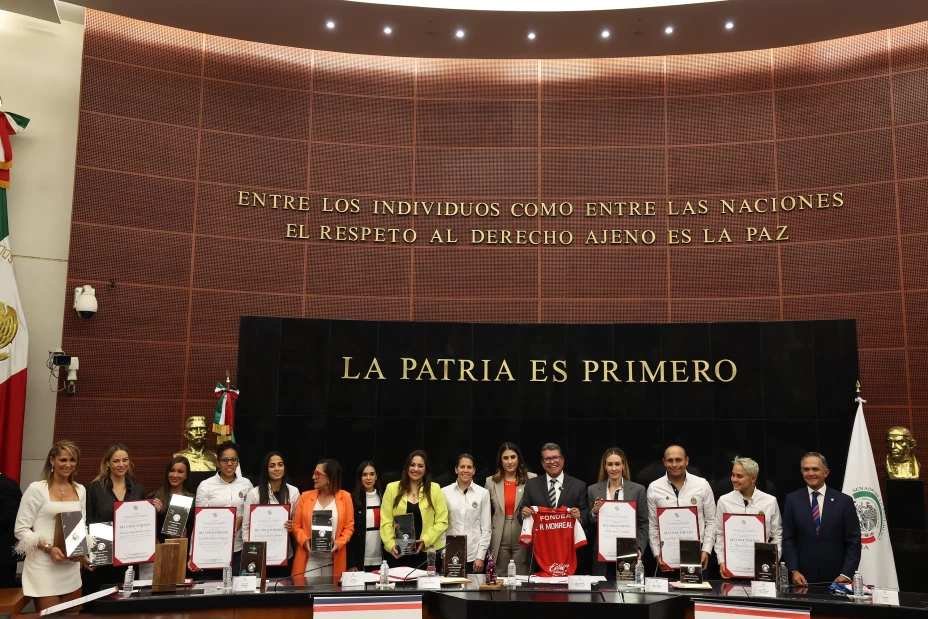 ENTRE LOS INDIVIDUOS COMO ENTRE LAS NACIONES
EL RESPETO AL DERECHO AJENO ES LA PAZ
LA PATRIA ES PRIMERO
FONDEA
R. MONREAL